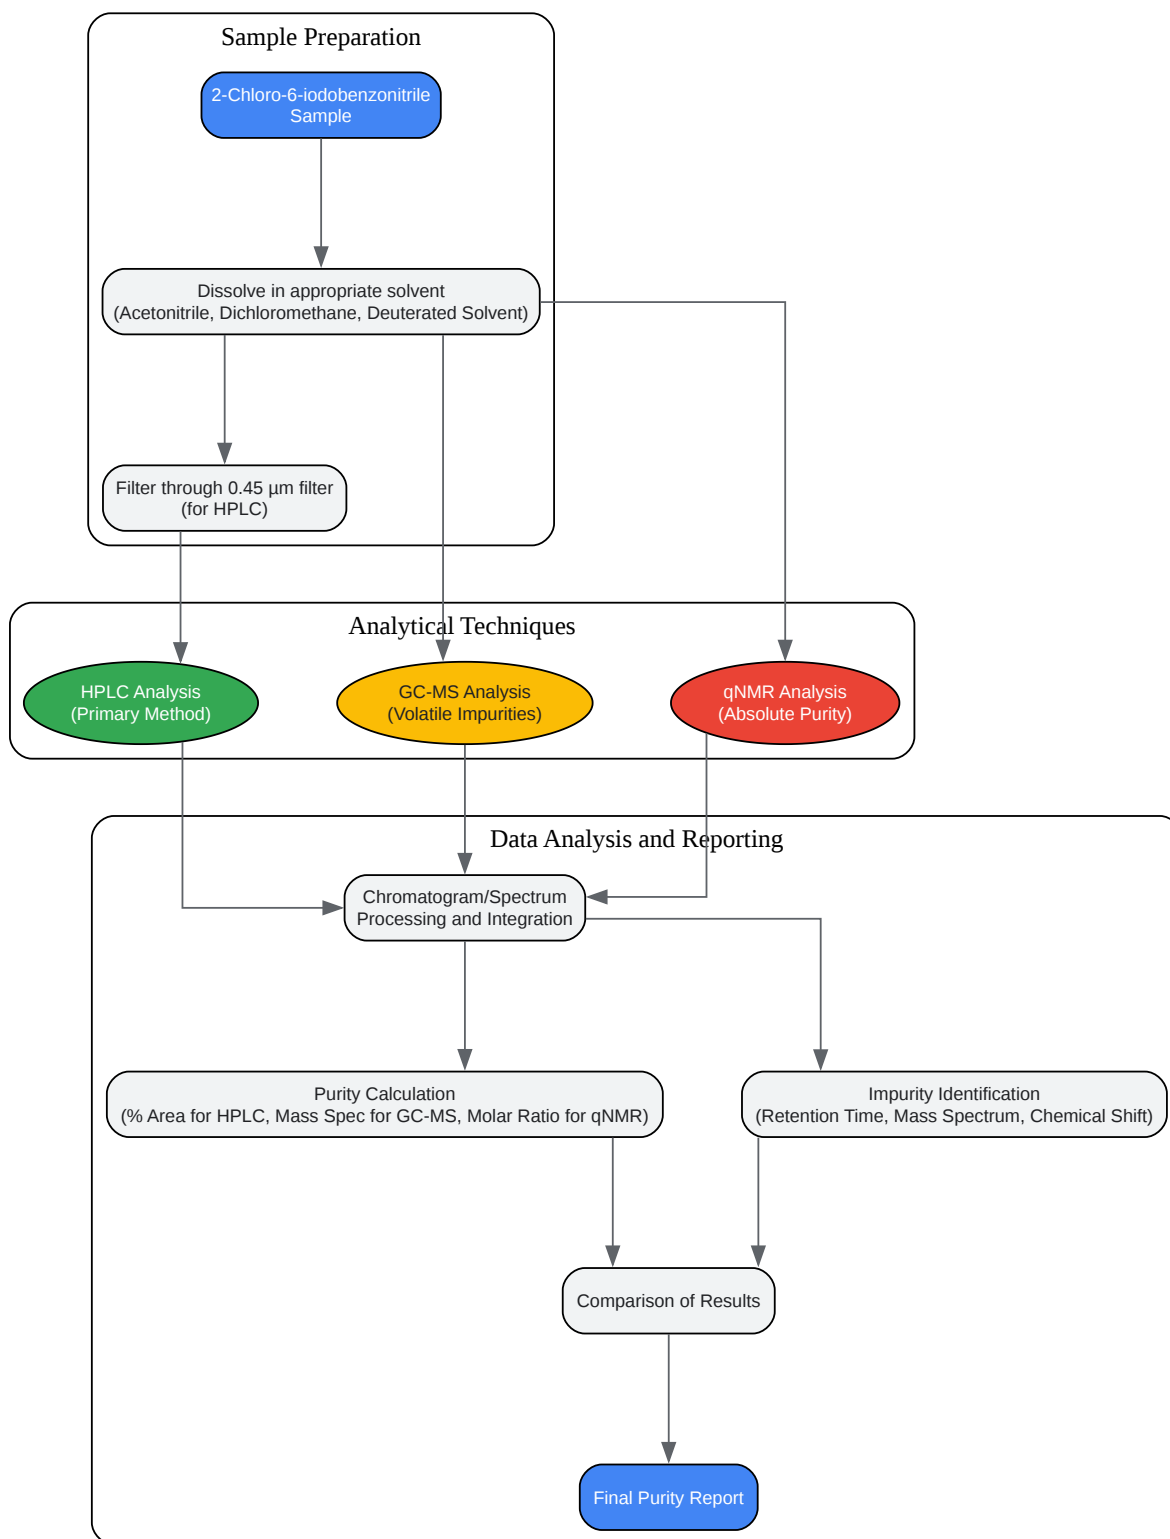 Sample Preparation
2-Chloro-6-iodobenzonitrile
Sample
Dissolve in appropriate solvent
(Acetonitrile, Dichloromethane, Deuterated Solvent)
Filter through 0.45 µm filter
(for HPLC)
Analytical Techniques
HPLC Analysis
(Primary Method)
GC-MS Analysis
(Volatile Impurities)
qNMR Analysis
(Absolute Purity)
Data Analysis and Reporting
Chromatogram/Spectrum
Processing and Integration
Purity Calculation
(% Area for HPLC, Mass Spec for GC-MS, Molar Ratio for qNMR)
Impurity Identification
(Retention Time, Mass Spectrum, Chemical Shift)
Comparison of Results
Final Purity Report